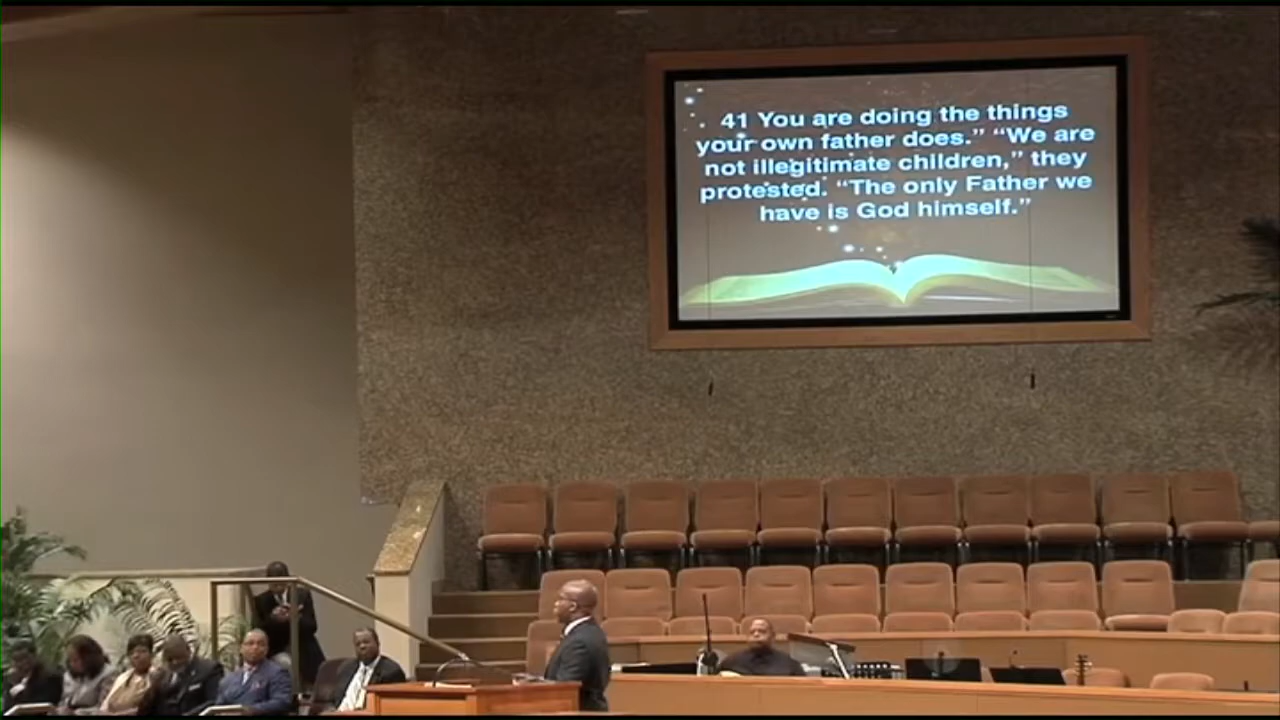 41 You are doing the things
your own father does.” “We are
not illegitimate children,” they
protested. “The only Father we
have is God himself.”